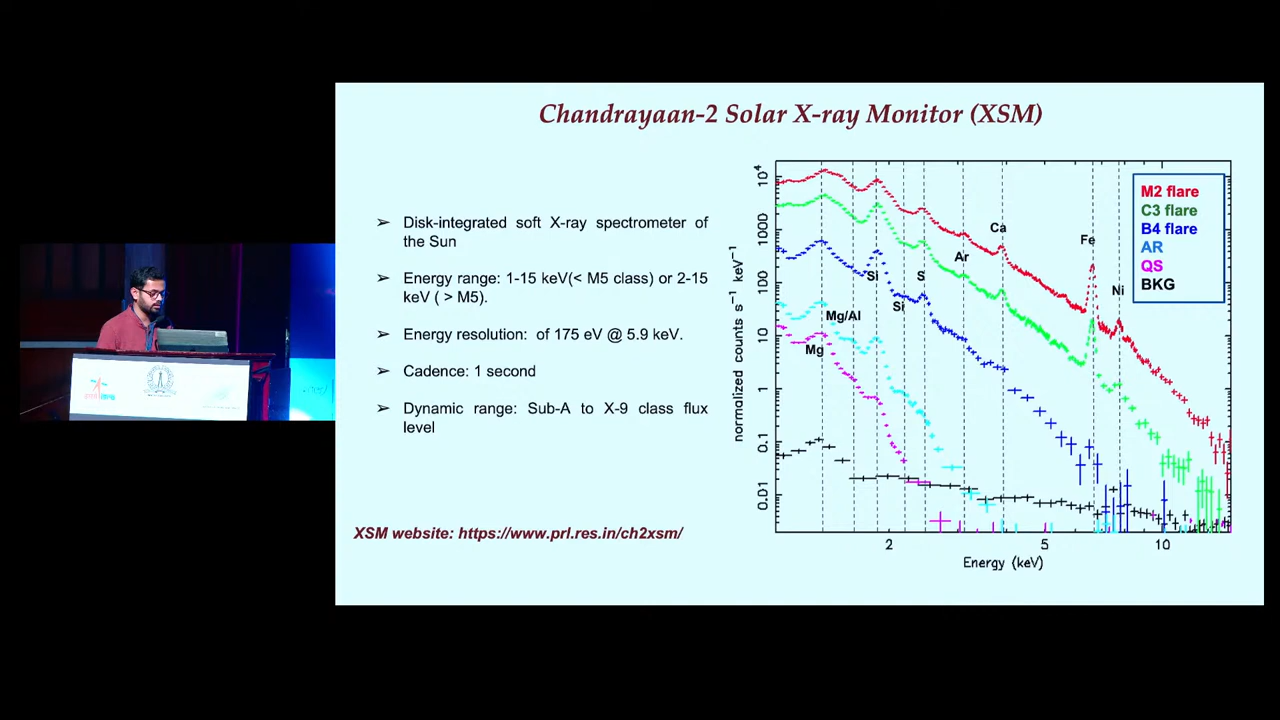 Chandrayaan-2 Solar X-ray Monitor (XSM)
➢ Disk-integrated soft X-ray spectrometer of
the Sun
➢ Energy range: 1-15 keV(< M5 class) or 2-15
keV ( > M5).
➢ Energy resolution: of 175 eV @ 5.9 keV.
➢ Cadence: 1 second
➢ Dynamic range: Sub-A to X-9 class flux
level
XSM website: https://www.prl.res.in/ch2xsm/
normalized counts s⁻¹ keV⁻¹
10⁴
1000
100
10
1
0.1
0.01
M2 flare
C3 flare
B4 flare
AR
QS
BKG
Ca
Fe
Ar
Si
S
Ni
Si
Mg/Al
Mg
2
5
10
Energy (keV)